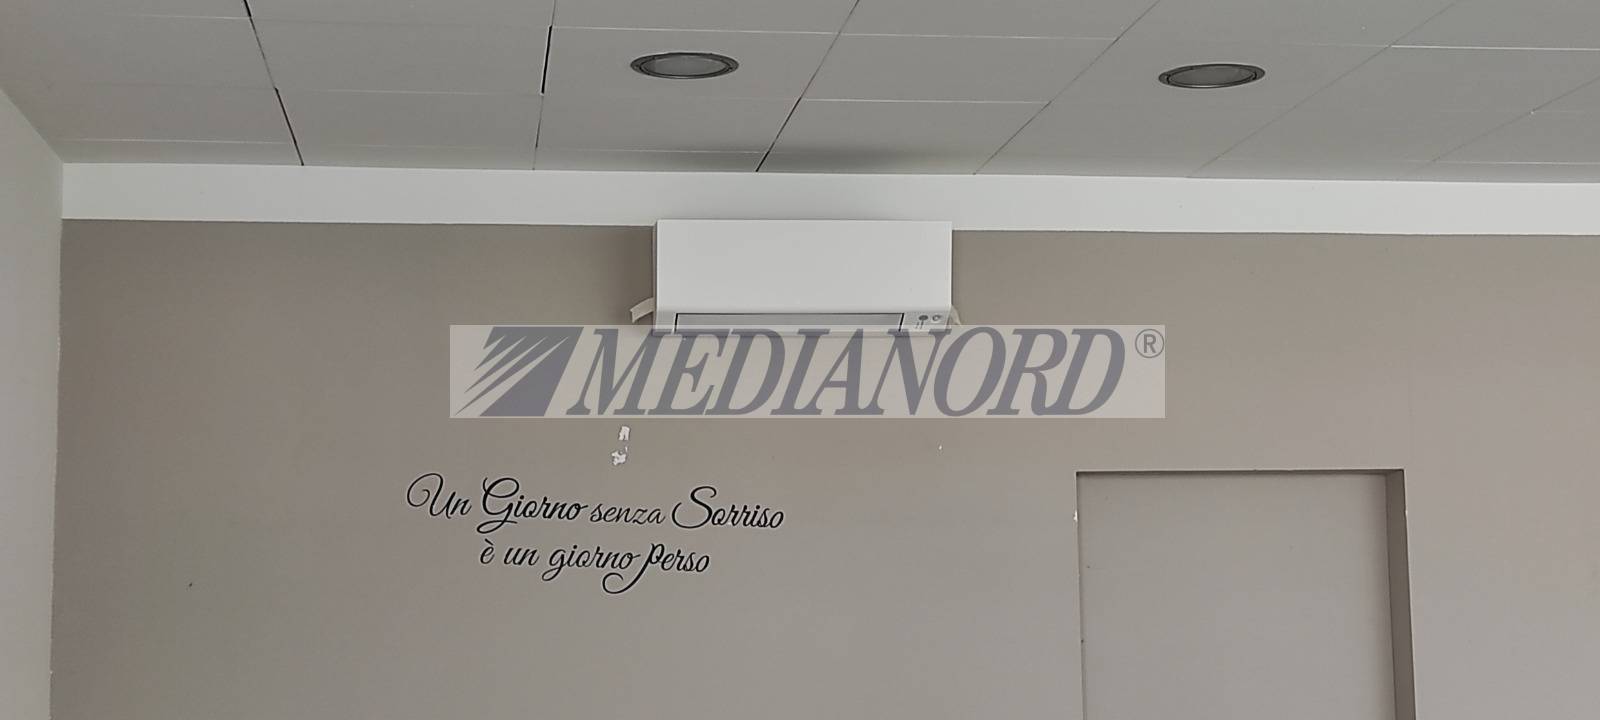 MEDIANORD®
Un Giorno senza Sorriso
è un giorno perso